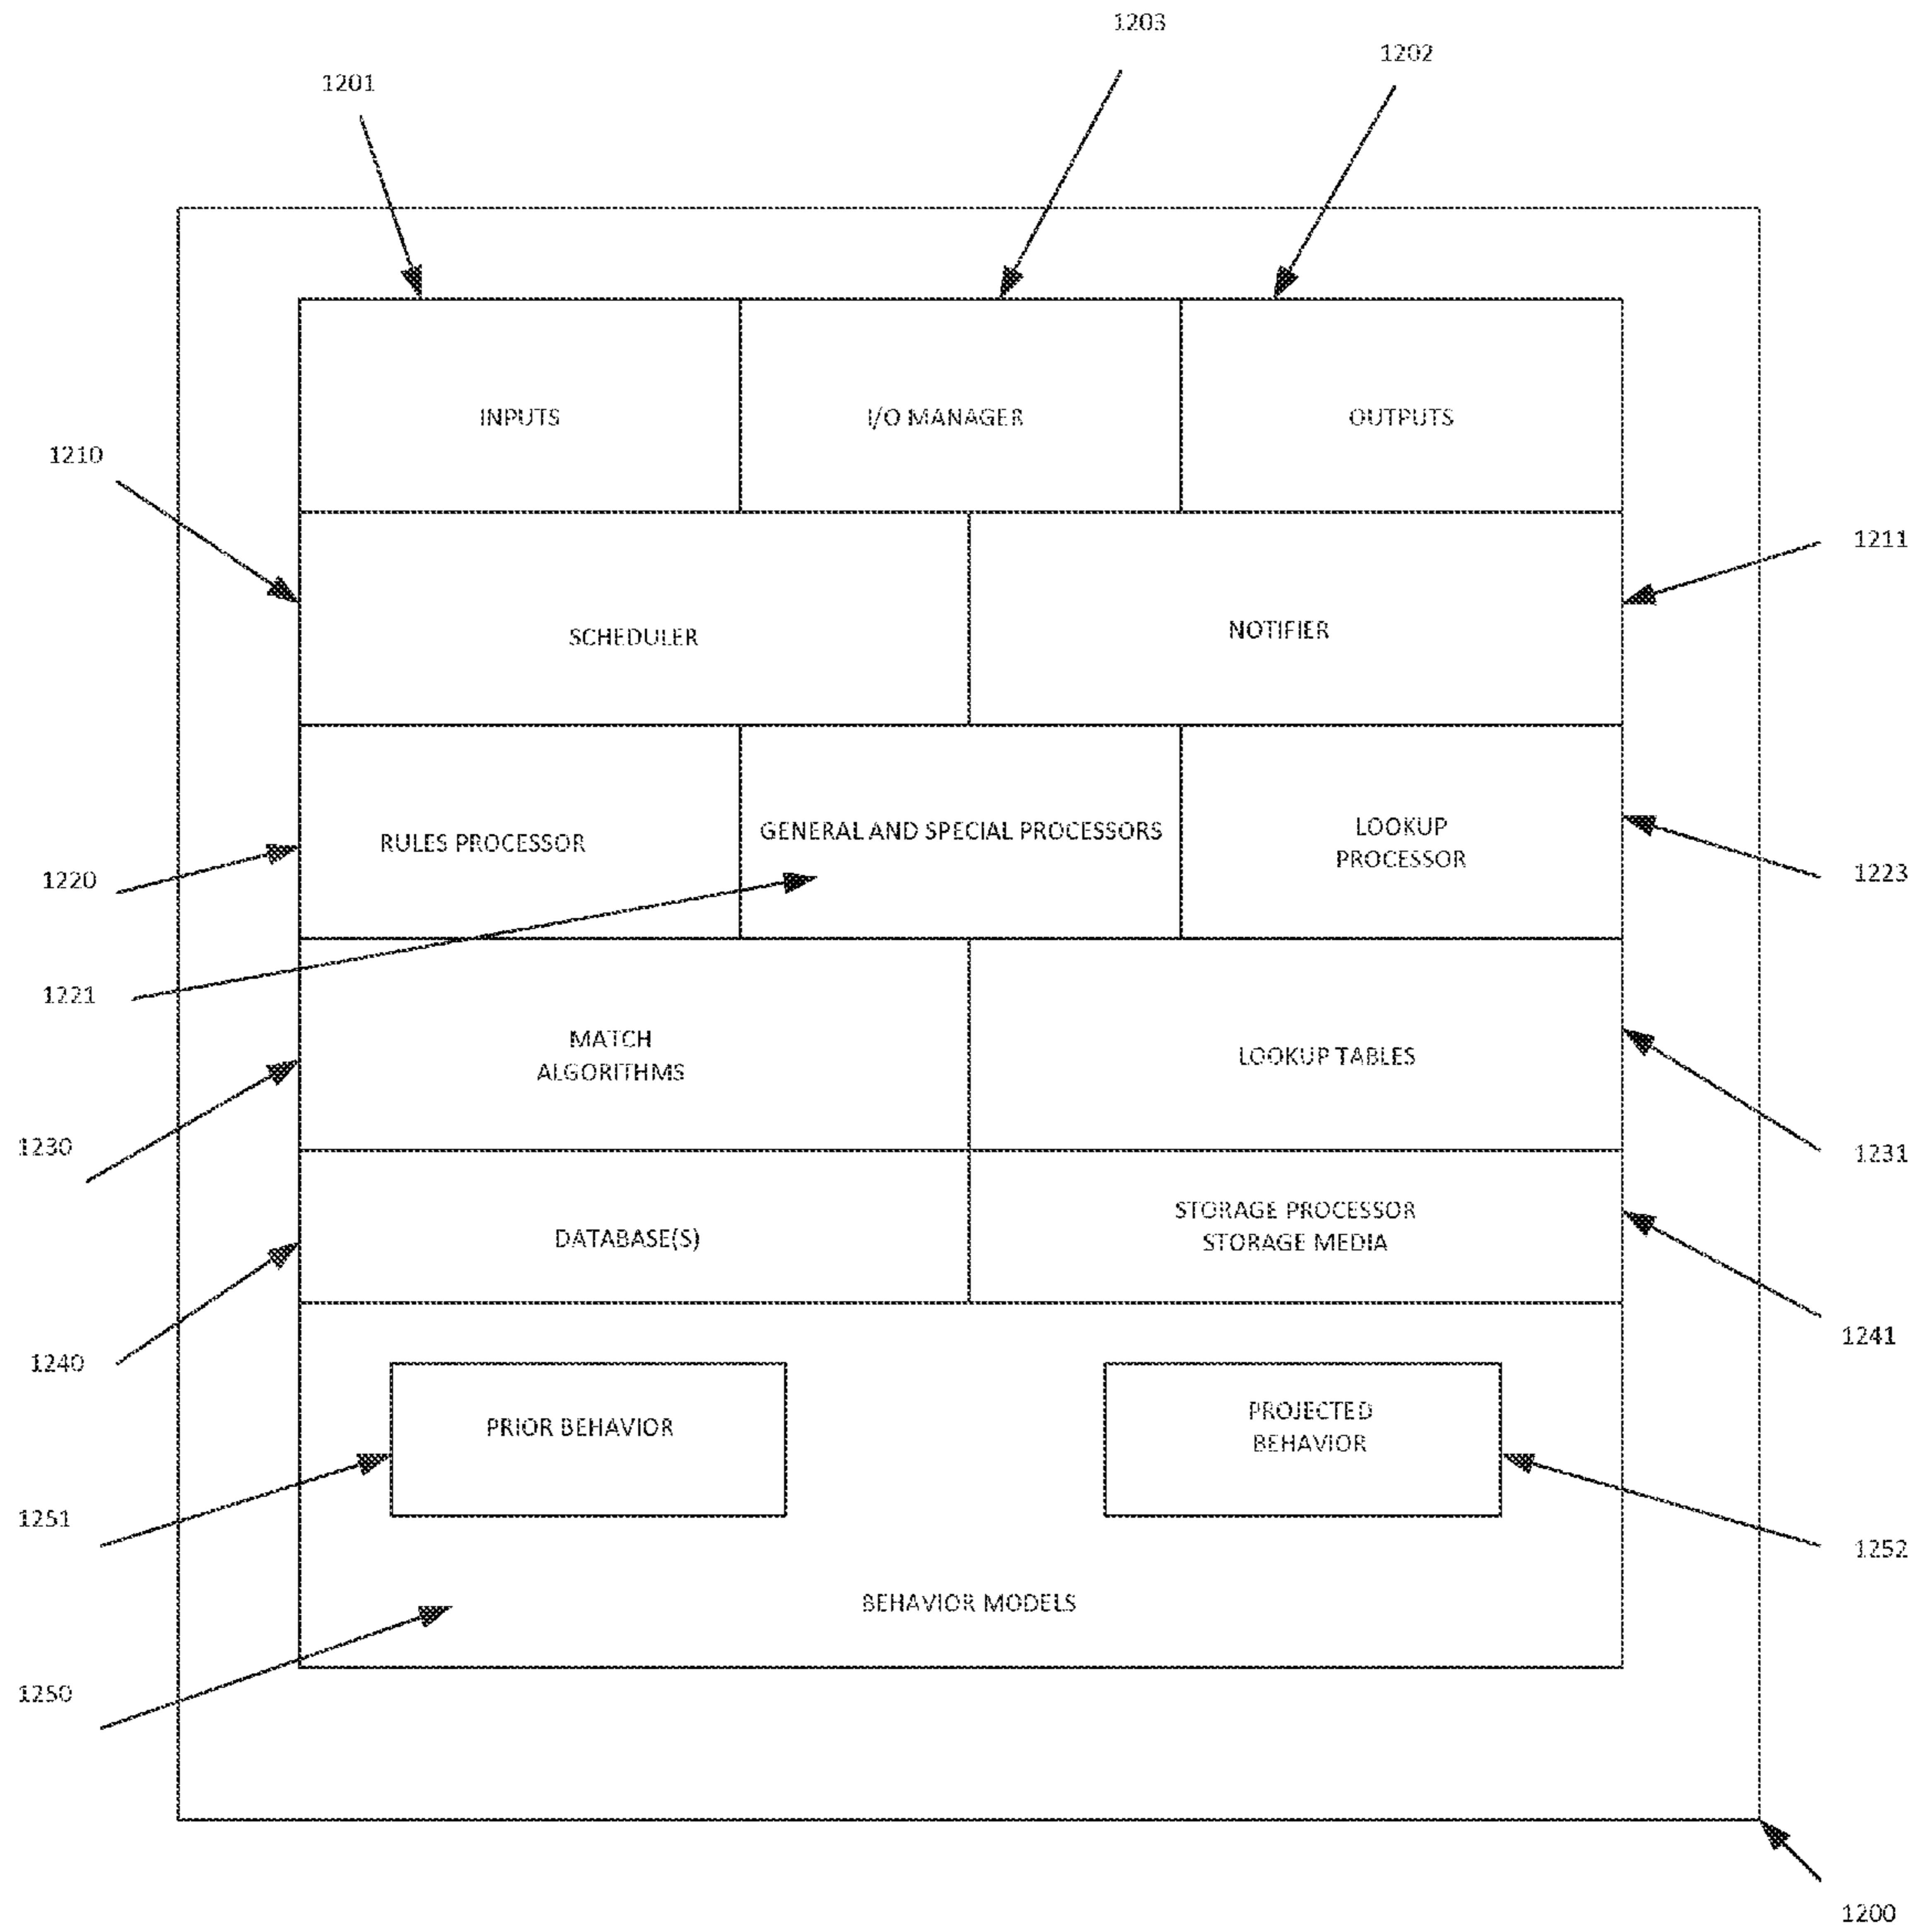 1203
1202
1201
INPUTS
I/O MANAGER
OUTPUTS
1210
1211
SCHEDULER
NOTIFIER
RULES PROCESSOR
GENERAL AND SPECIAL PROCESSORS
LOOKUP
PROCESSOR
1220
1223
1221
MATCH
ALGORITHMS
LOOKUP TABLES
1230
1231
DATABASE(S)
STORAGE PROCESSOR
STORAGE MEDIA
1240
1241
PRIOR BEHAVIOR
PROJECTED
BEHAVIOR
1251
1252
BEHAVIOR MODELS
1250
1200